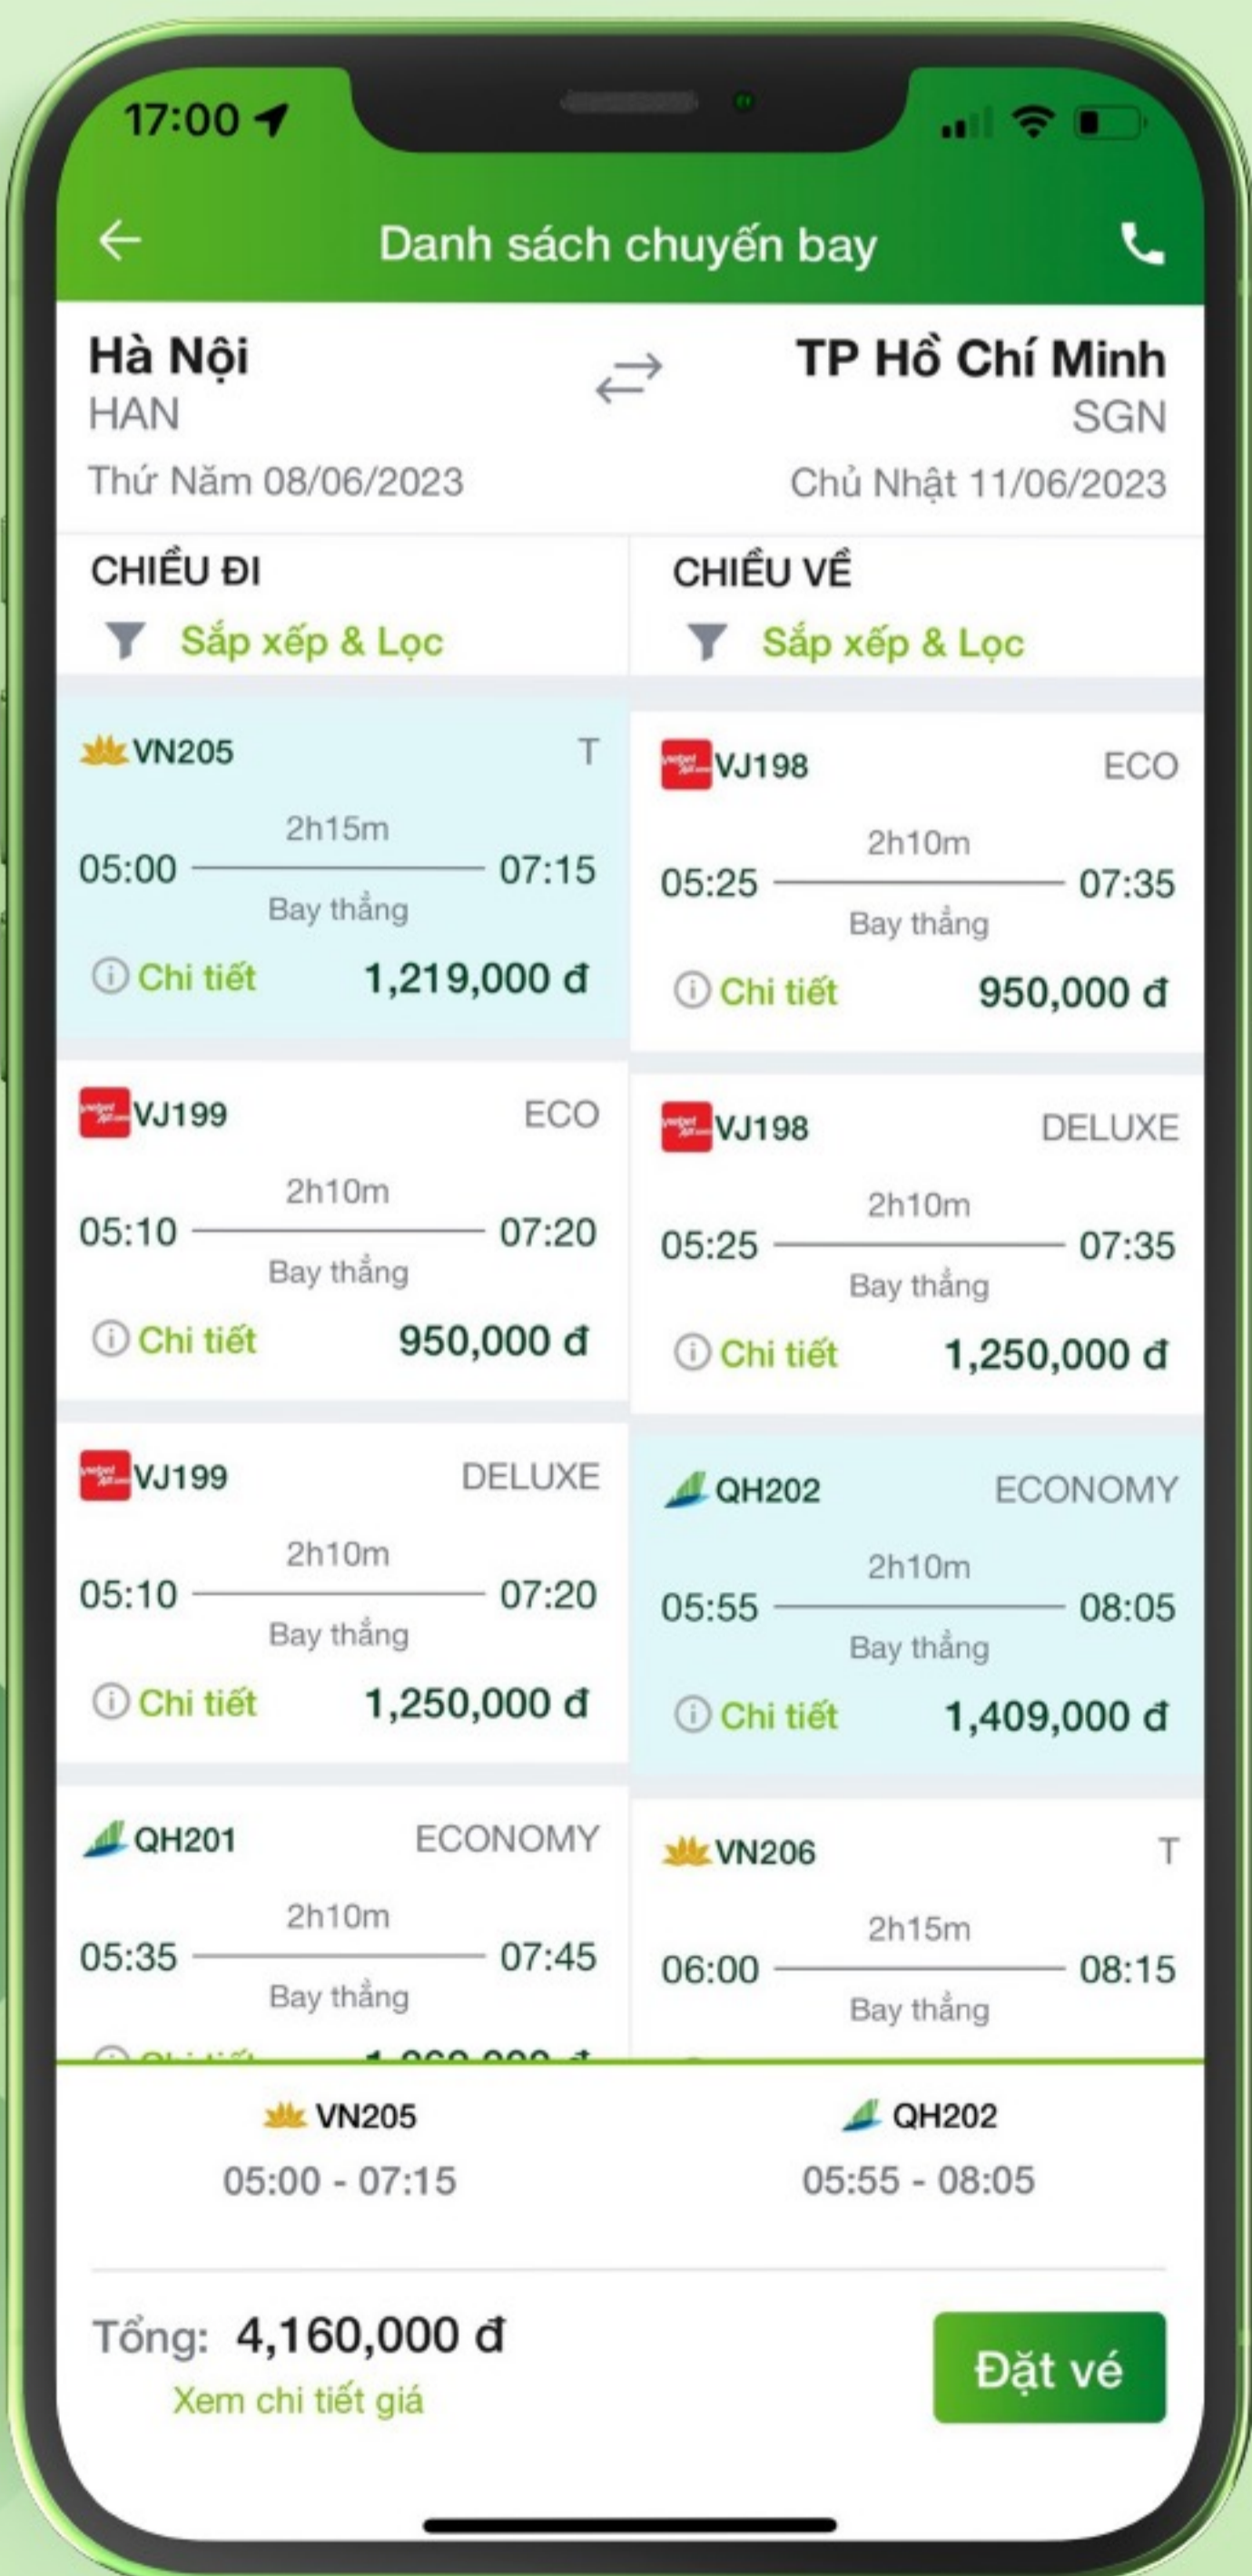 17:00
Danh sách chuyến bay
Hà Nội
HAN
Thứ Năm 08/06/2023
TP Hồ Chí Minh
SGN
Chủ Nhật 11/06/2023
CHIỀU ĐI
Sắp xếp & Lọc
VN205 T
2h15m
05:00 07:15
Bay thẳng
Chi tiết 1,219,000 đ
VJ199 ECO
2h10m
05:10 07:20
Bay thẳng
Chi tiết 950,000 đ
VJ199 DELUXE
2h10m
05:10 07:20
Bay thẳng
Chi tiết 1,250,000 đ
QH201 ECONOMY
2h10m
05:35 07:45
Bay thẳng
Chi tiết
CHIỀU VỀ
Sắp xếp & Lọc
VJ198 ECO
2h10m
05:25 07:35
Bay thẳng
Chi tiết 950,000 đ
VJ198 DELUXE
2h10m
05:25 07:35
Bay thẳng
Chi tiết 1,250,000 đ
QH202 ECONOMY
2h10m
05:55 08:05
Bay thẳng
Chi tiết 1,409,000 đ
VN206 T
2h15m
06:00 08:15
Bay thẳng
VN205
05:00 - 07:15
QH202
05:55 - 08:05
Tổng: 4,160,000 đ
Xem chi tiết giá
Đặt vé